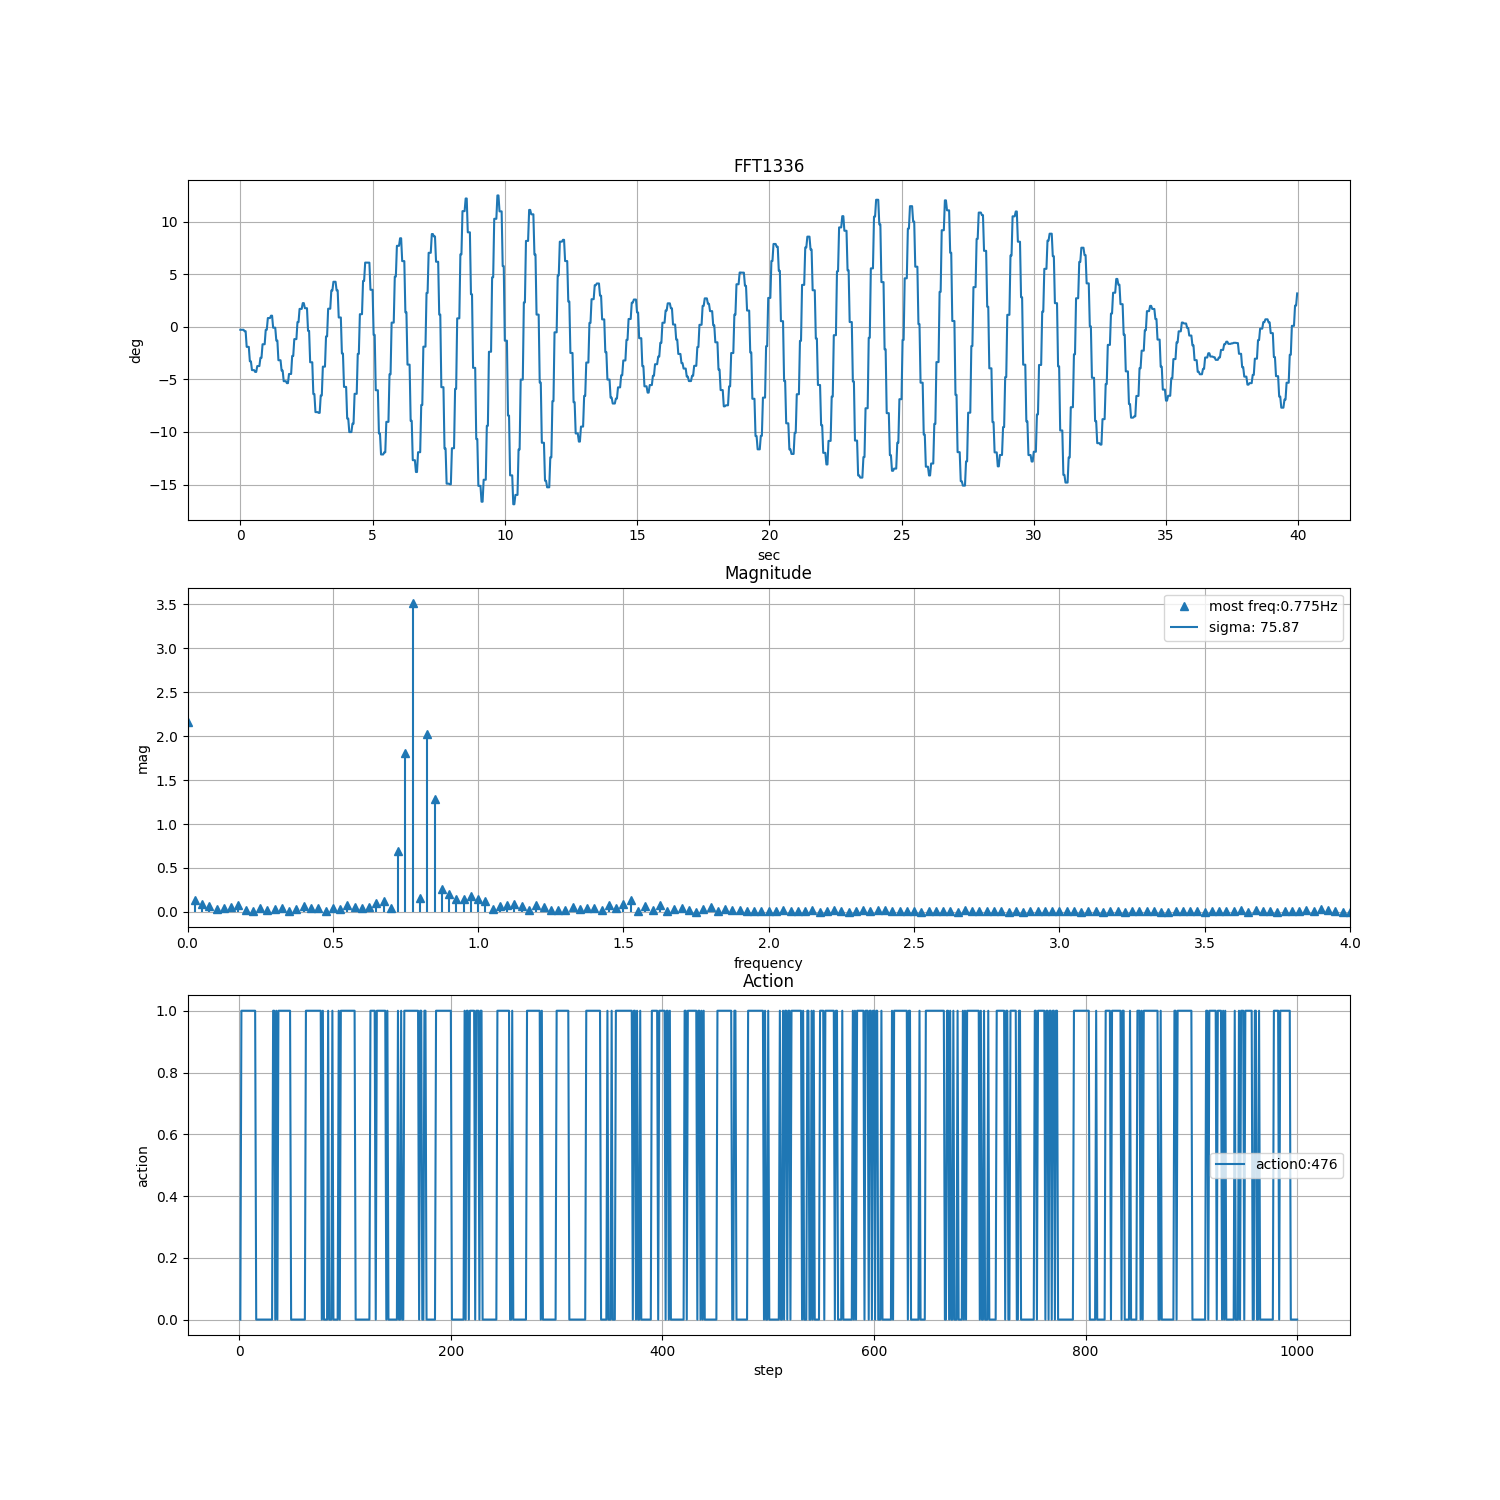 FFT1336
10
5
0
−5
−10
−15
deg
0 5 10 15 20 25 30 35 40
sec
Magnitude
3.5
3.0
2.5
2.0
1.5
1.0
0.5
0.0
mag
most freq:0.775Hz
sigma: 75.87
0.0 0.5 1.0 1.5 2.0 2.5 3.0 3.5 4.0
frequency
Action
1.0
0.8
0.6
0.4
0.2
0.0
action
action0:476
0 200 400 600 800 1000
step